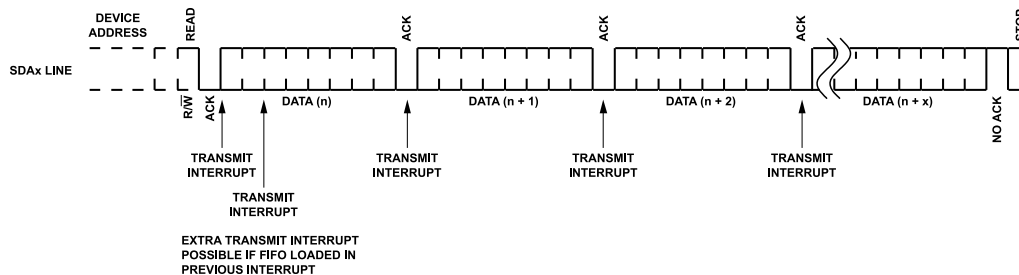 DEVICE
ADDRESS
READ
ACK
ACK
ACK
STOP
SDAx LINE
R/W
ACK
DATA (n)
DATA (n + 1)
DATA (n + 2)
DATA (n + x)
NO ACK
TRANSMIT
INTERRUPT
TRANSMIT
INTERRUPT
TRANSMIT
INTERRUPT
TRANSMIT
INTERRUPT
TRANSMIT
INTERRUPT
EXTRA TRANSMIT INTERRUPT
POSSIBLE IF FIFO LOADED IN
PREVIOUS INTERRUPT